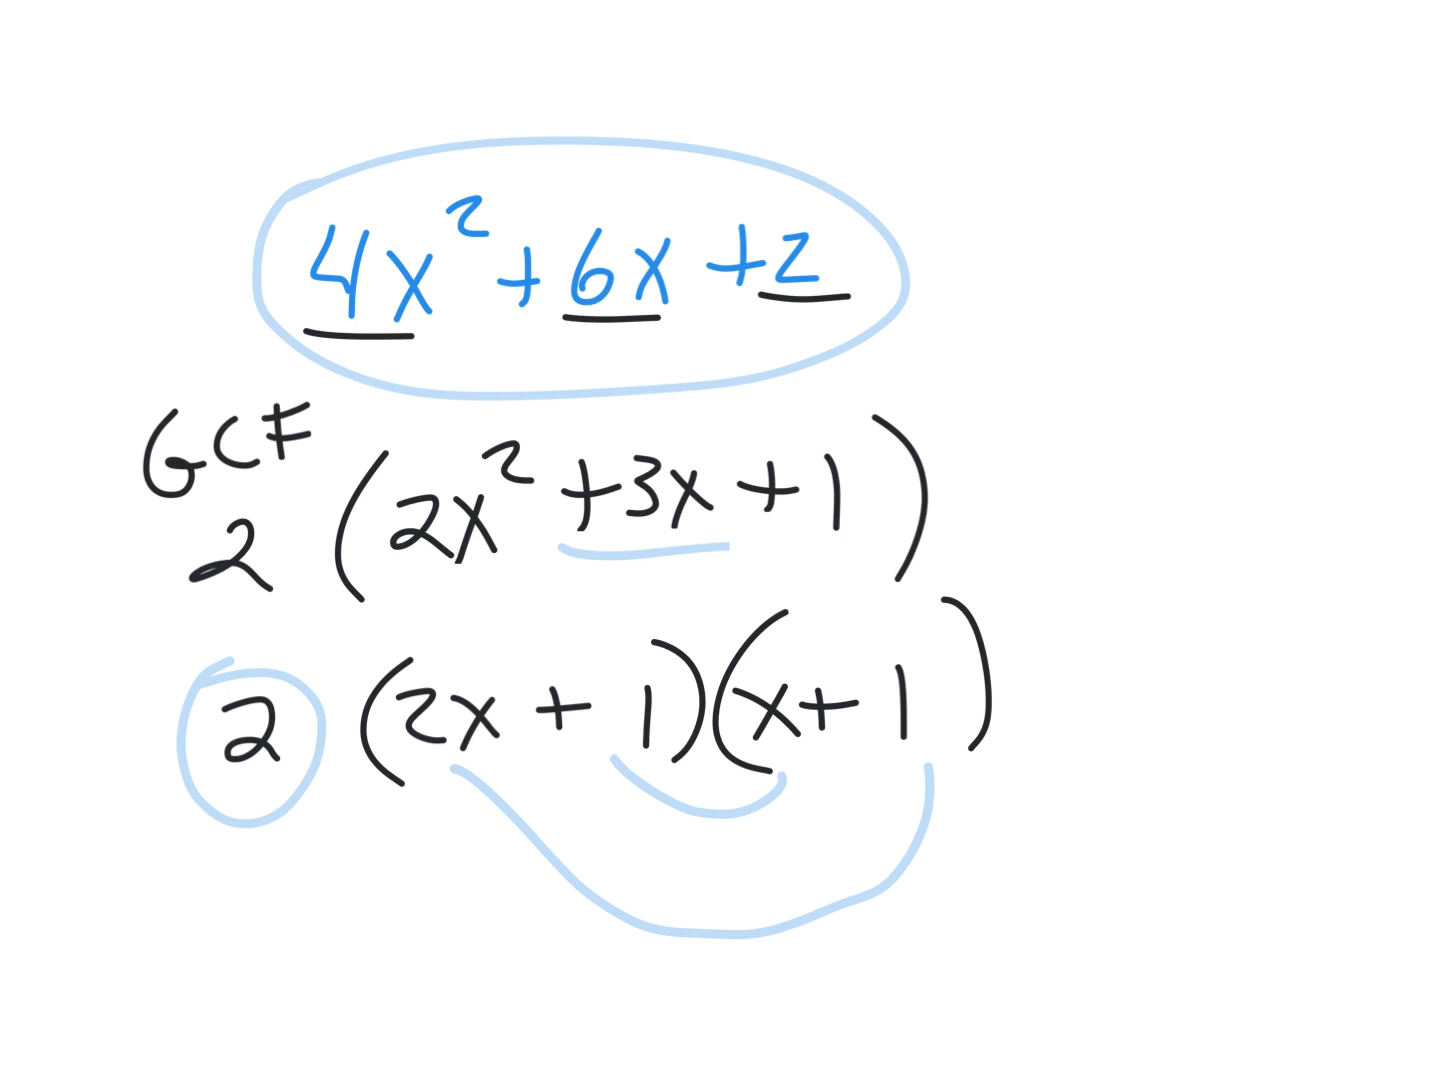 4x² + 6x + 2
GCF
2 (2x² + 3x + 1)
2 (2x + 1)(x + 1)